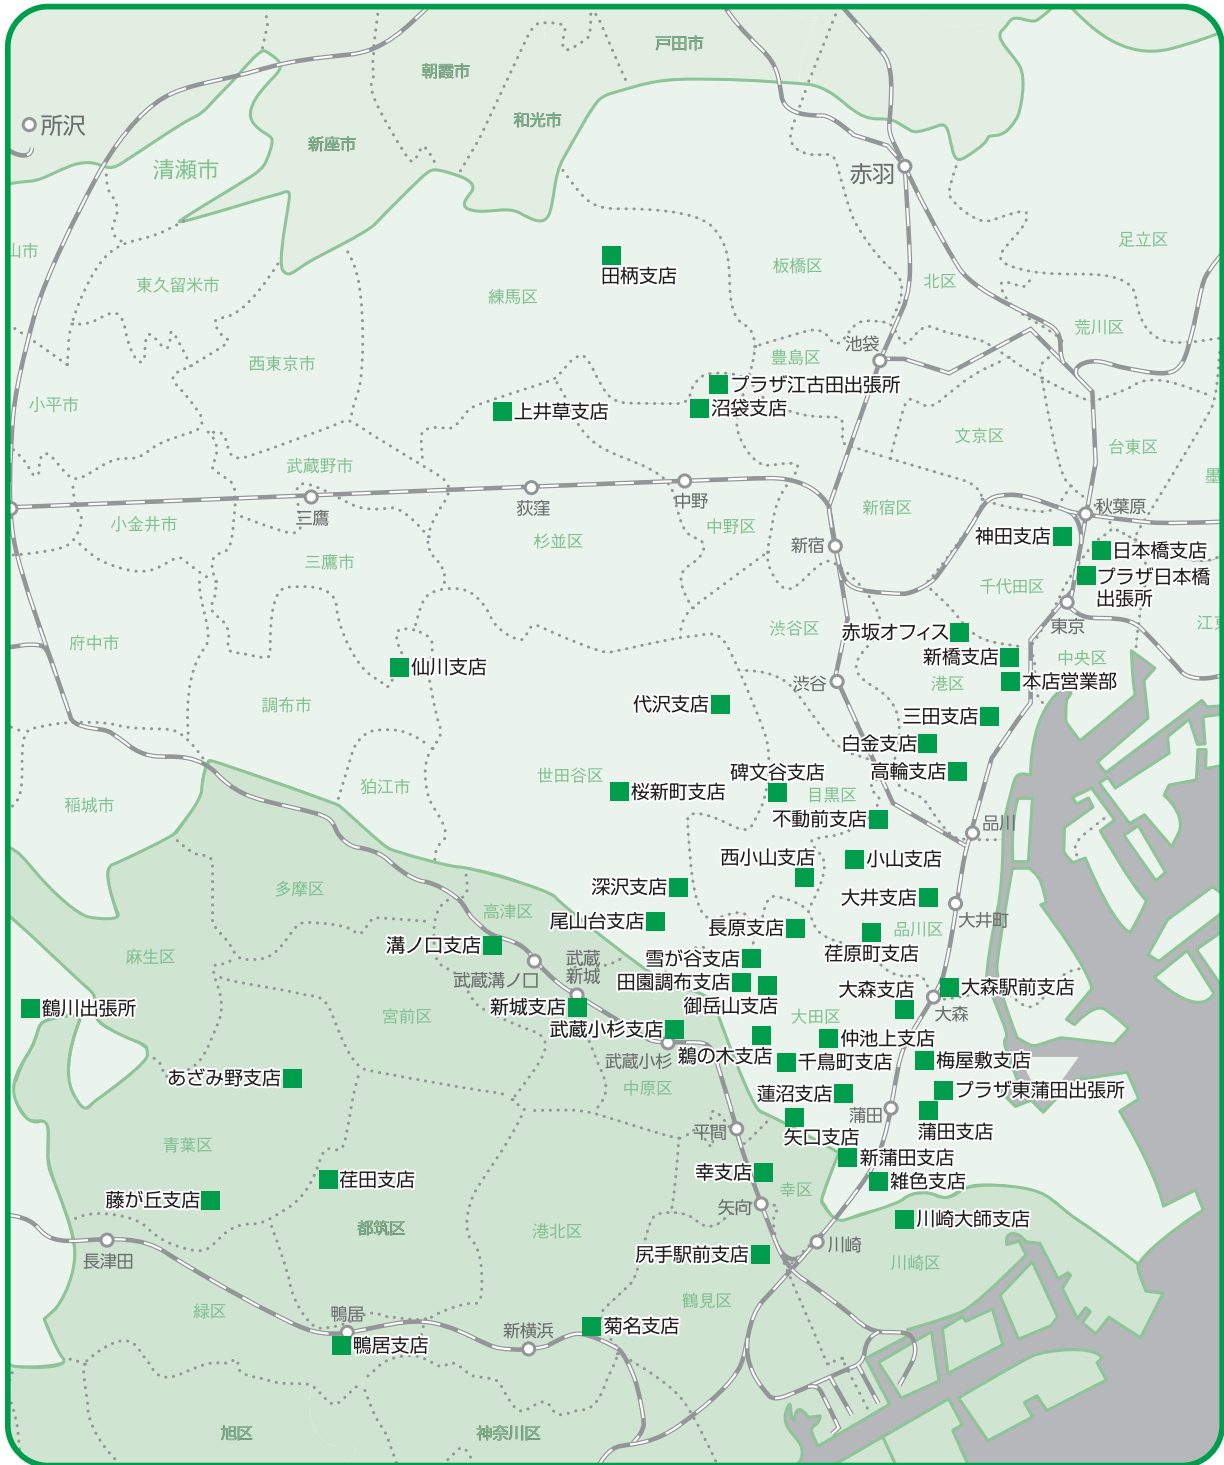 戸田市
朝霞市
和光市
所沢
新座市
清瀬市
赤羽
足立区
山市
東久留米市
板橋区
田柄支店
北区
練馬区
荒川区
池袋
豊島区
西東京市
プラザ江古田出張所
小平市
上井草支店
沼袋支店
文京区
台東区
武蔵野市
墨
三鷹
荻窪
中野
新宿区
秋葉原
小金井市
中野区
杉並区
新宿
神田支店
日本橋支店
三鷹市
千代田区
プラザ日本橋
出張所
府中市
渋谷区
赤坂オフィス
東京
江東
新橋支店
中央区
仙川支店
渋谷
港区
本店営業部
調布市
代沢支店
三田支店
白金支店
碑文谷支店
高輪支店
世田谷区
狛江市
桜新町支店
目黒区
稲城市
不動前支店
品川
西小山支店
小山支店
深沢支店
多摩区
大井支店
高津区
尾山台支店
長原支店
品川区
大井町
溝ノ口支店
荏原町支店
麻生区
武蔵
新城
雪が谷支店
武蔵溝ノ口
田園調布支店
大森支店
大森駅前支店
鶴川出張所
新城支店
御岳山支店
宮前区
大田区
大森
武蔵小杉支店
仲池上支店
武蔵小杉
鵜の木支店
千鳥町支店
梅屋敷支店
あざみ野支店
中原区
蓮沼支店
プラザ東蒲田出張所
蒲田
平間
矢口支店
蒲田支店
青葉区
新蒲田支店
荏田支店
幸支店
幸区
雑色支店
藤が丘支店
矢向
都筑区
港北区
川崎大師支店
長津田
尻手駅前支店
川崎
川崎区
緑区
鶴見区
鴨居
新横浜
菊名支店
鴨居支店
旭区
神奈川区